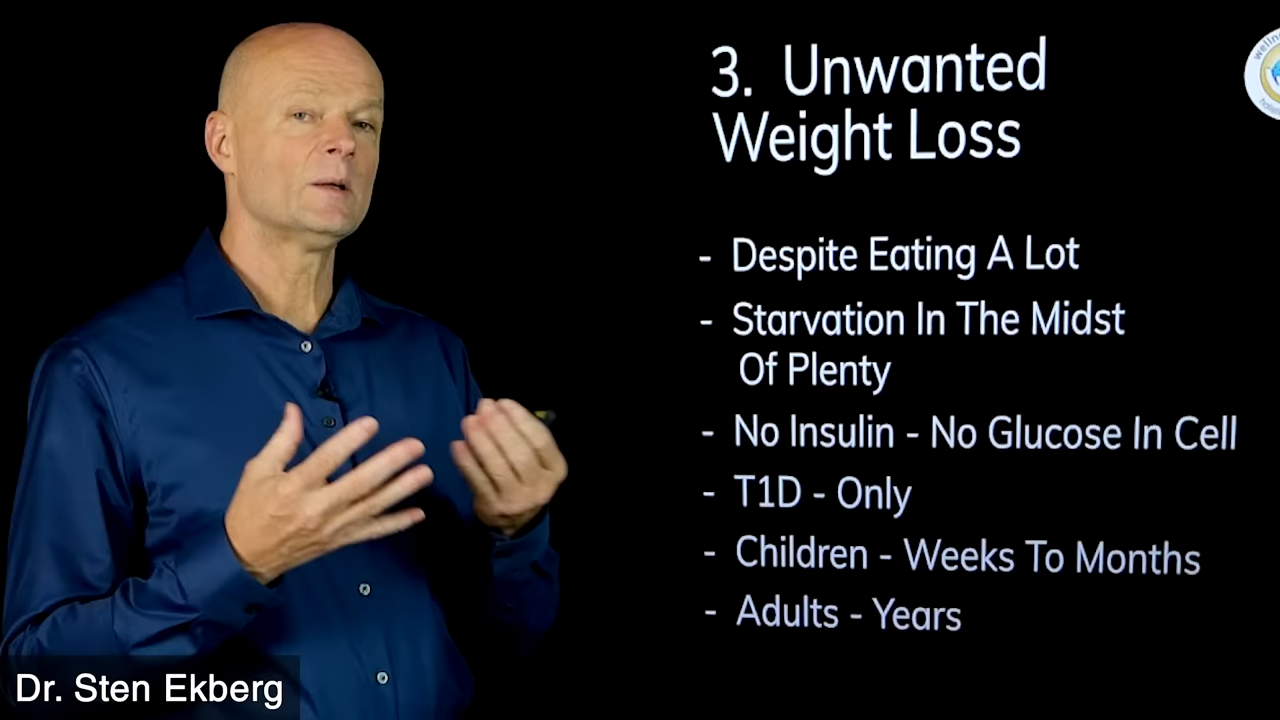 3. Unwanted
Weight Loss
- Despite Eating A Lot
- Starvation In The Midst
Of Plenty
- No Insulin - No Glucose In Cell
- T1D - Only
- Children - Weeks To Months
- Adults - Years
Dr. Sten Ekberg